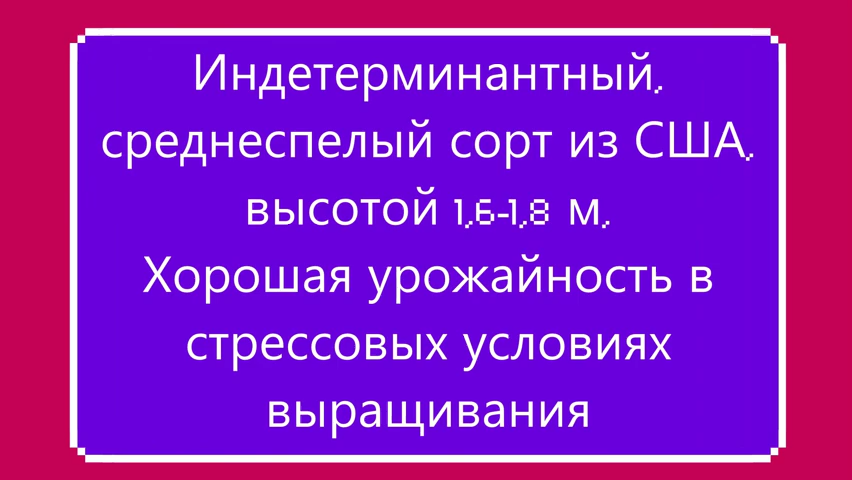 Индетерминантный,
среднеспелый сорт из США,
высотой 1,6-1,8 м.
Хорошая урожайность в
стрессовых условиях
выращивания